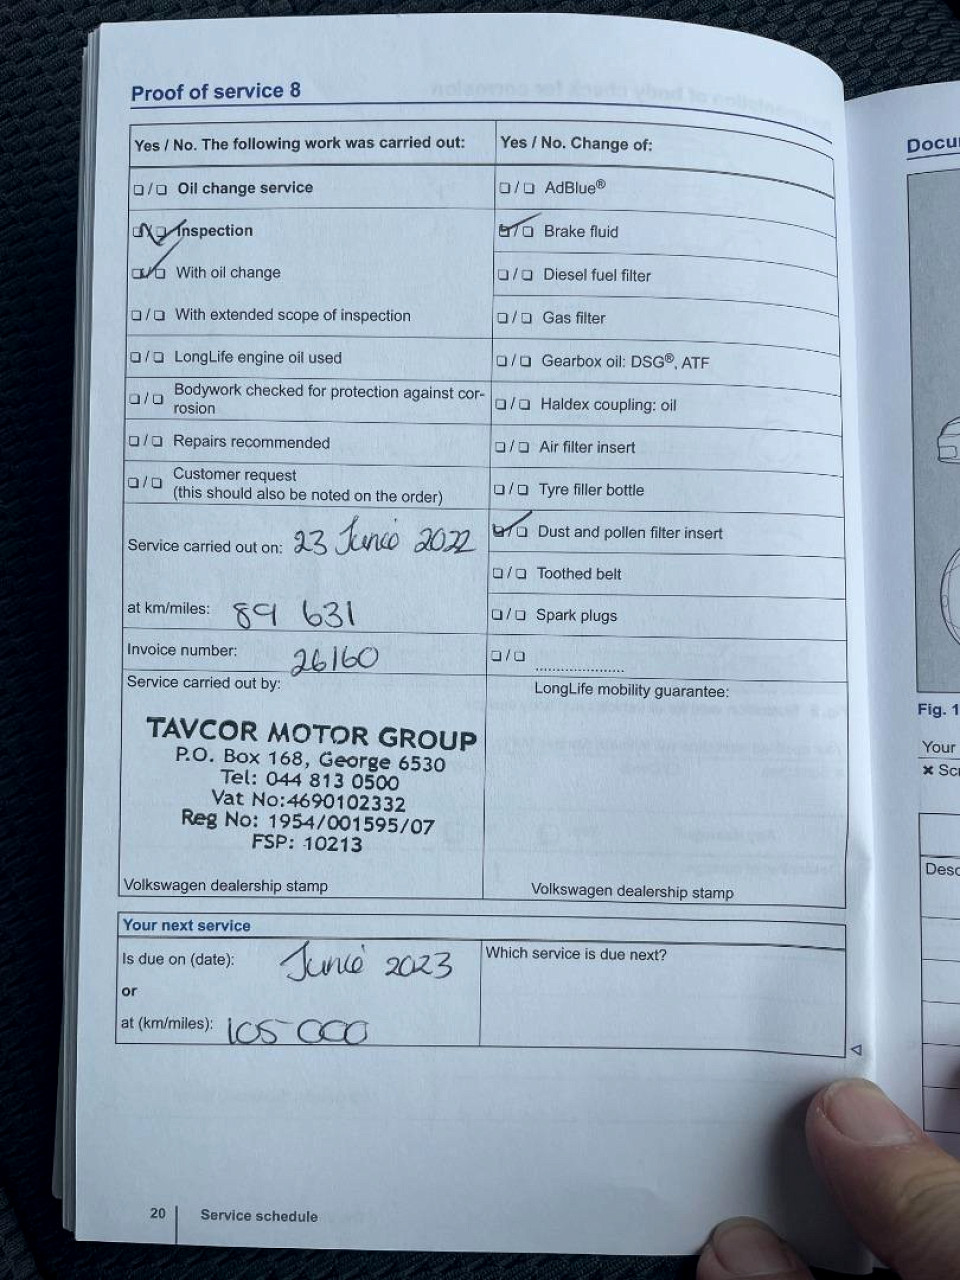 Proof of service 8
Yes / No. The following work was carried out:
☐/☐ Oil change service
☑/☐ Inspection
☑/☐ With oil change
☐/☐ With extended scope of inspection
☐/☐ LongLife engine oil used
☐/☐ Bodywork checked for protection against cor-
rosion
☐/☐ Repairs recommended
☐/☐ Customer request
(this should also be noted on the order)
Service carried out on: 23 Junie 2022
at km/miles: 89 631
Invoice number: 26160
Service carried out by:
TAVCOR MOTOR GROUP
P.O. Box 168, George 6530
Tel: 044 813 0500
Vat No:4690102332
Reg No: 1954/001595/07
FSP: 10213
Volkswagen dealership stamp
Yes / No. Change of:
☐/☐ AdBlue®
☑/☐ Brake fluid
☐/☐ Diesel fuel filter
☐/☐ Gas filter
☐/☐ Gearbox oil: DSG®, ATF
☐/☐ Haldex coupling: oil
☐/☐ Air filter insert
☐/☐ Tyre filler bottle
☑/☐ Dust and pollen filter insert
☐/☐ Toothed belt
☐/☐ Spark plugs
☐/☐ .....................
LongLife mobility guarantee:
Volkswagen dealership stamp
Your next service
Is due on (date): Junie 2023
or
at (km/miles): 105 000
Which service is due next?
20 Service schedule
Fig. 1
Your